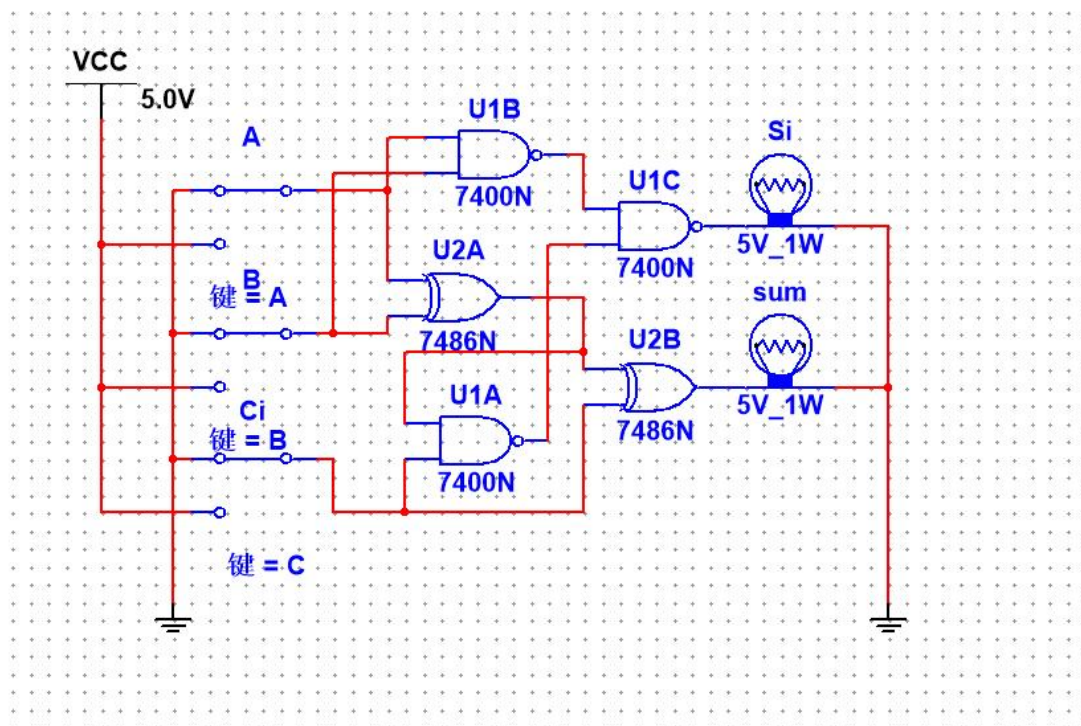 VCC
5.0V
A
U1B
7400N
Si
U1C
7400N
5V_1W
B
键 = A
U2A
7486N
sum
U2B
7486N
5V_1W
Ci
键 = B
U1A
7400N
键 = C